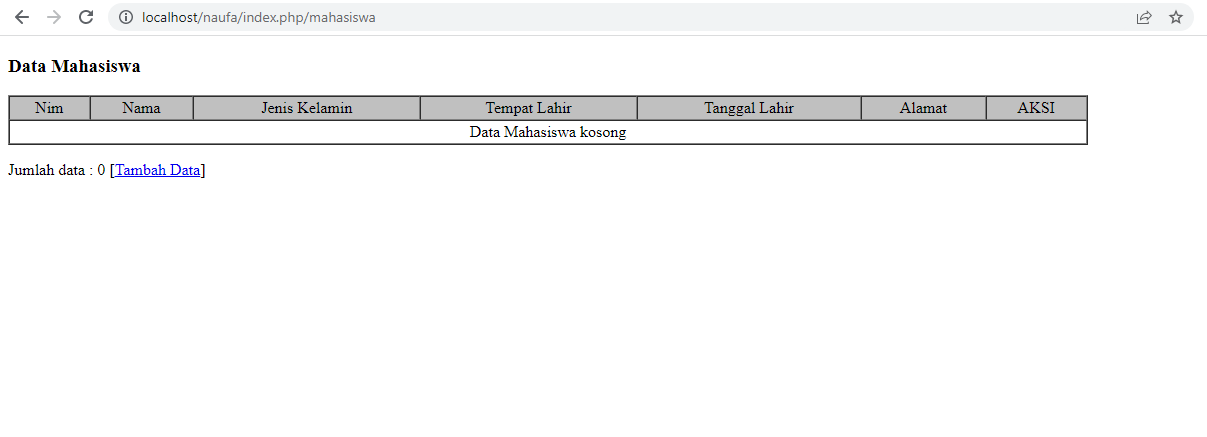 localhost/naufa/index.php/mahasiswa
Data Mahasiswa
Nim Nama Jenis Kelamin Tempat Lahir Tanggal Lahir Alamat AKSI
Data Mahasiswa kosong
Jumlah data : 0 [Tambah Data]